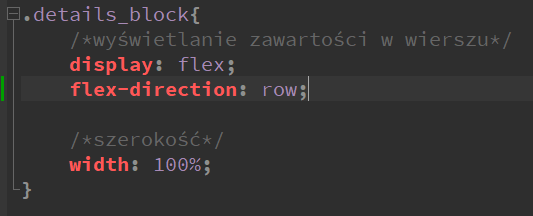 .details_block{
/*wyświetlanie zawartości w wierszu*/
display: flex;
flex-direction: row;
/*szerokość*/
width: 100%;
}